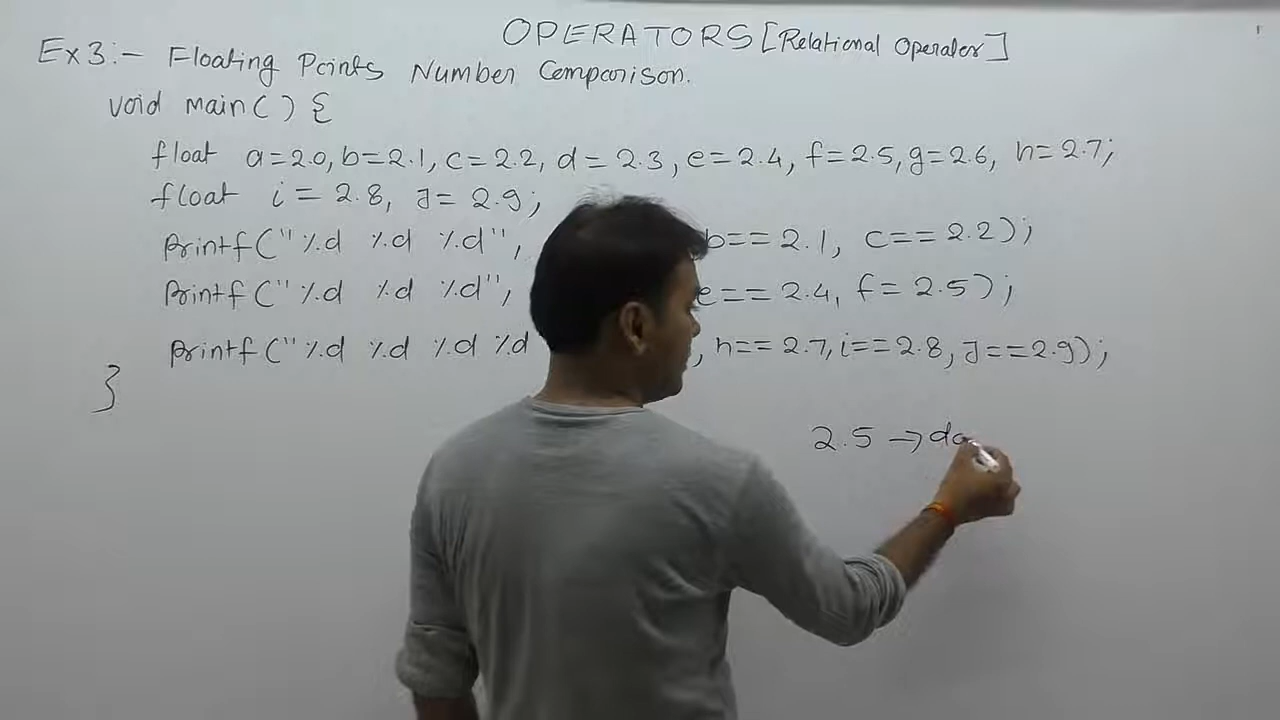 OPERATORS [Relational Operator]
Ex3:- Floating Points Number Comparison.
void main() {
float a=2.0, b=2.1, c=2.2, d=2.3, e=2.4, f=2.5, g=2.6, h=2.7;
float i=2.8, j=2.9;
printf("%d %d %d", b==2.1, c==2.2);
printf("%d %d %d", e==2.4, f=2.5);
printf("%d %d %d %d , h==2.7, i==2.8, j==2.9);
}
2.5 → do